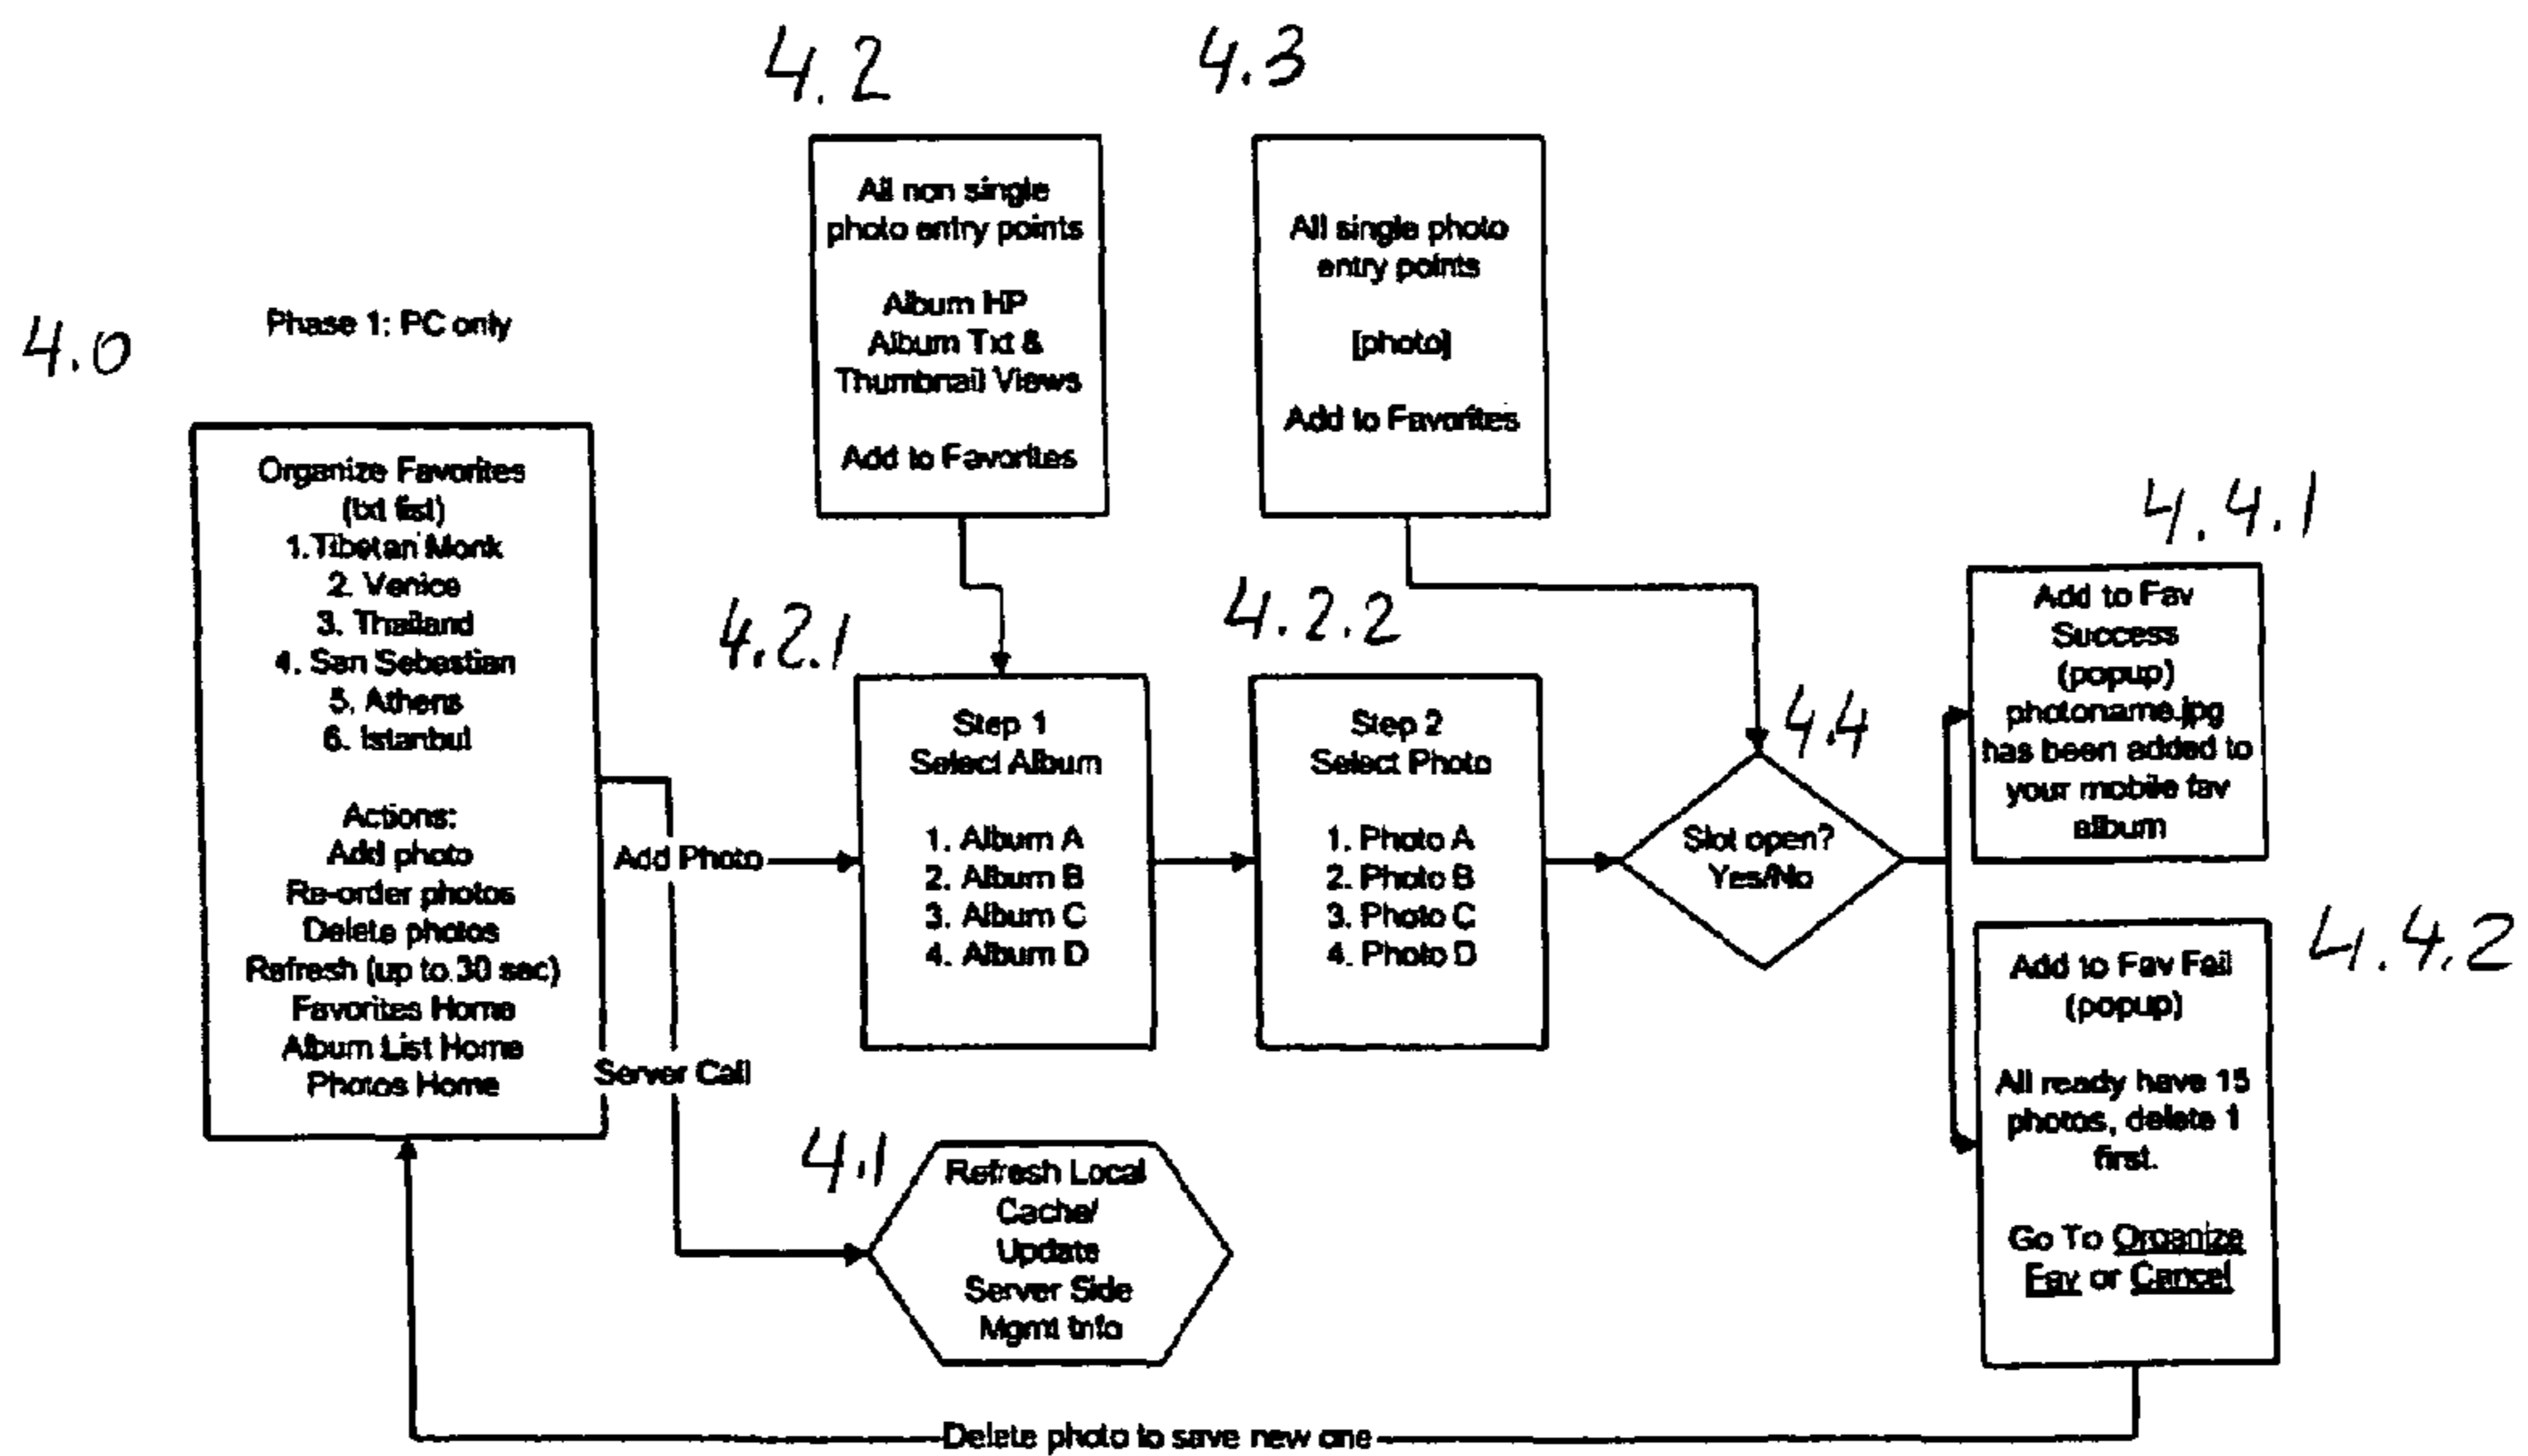 4.2
4.3
4.0
Phase 1: PC only
All non single
photo entry points
Album HP
Album Txt &
Thumbnail Views
Add to Favorites
All single photo
entry points
[photo]
Add to Favorites
Organize Favorites
(txt list)
1.Tibetan Monk
2. Venice
3. Thailand
4. San Sebastian
5. Athens
6. Istanbul
Actions:
Add photo
Re-order photos
Delete photos
Refresh (up to 30 sec)
Favorites Home
Album List Home
Photos Home
Add Photo
Server Call
4.2.1
Step 1
Select Album
1. Album A
2. Album B
3. Album C
4. Album D
4.2.2
Step 2
Select Photo
1. Photo A
2. Photo B
3. Photo C
4. Photo D
4.4
Slot open?
Yes/No
4.4.1
Add to Fav
Success
(popup)
photoname.jpg
has been added to
your mobile fav
album
4.4.2
Add to Fav Fail
(popup)
All ready have 15
photos, delete 1
first.
Go To Organize
Fav or Cancel
4.1
Refresh Local
Cache/
Update
Server Side
Mgmt Info
Delete photo to save new one